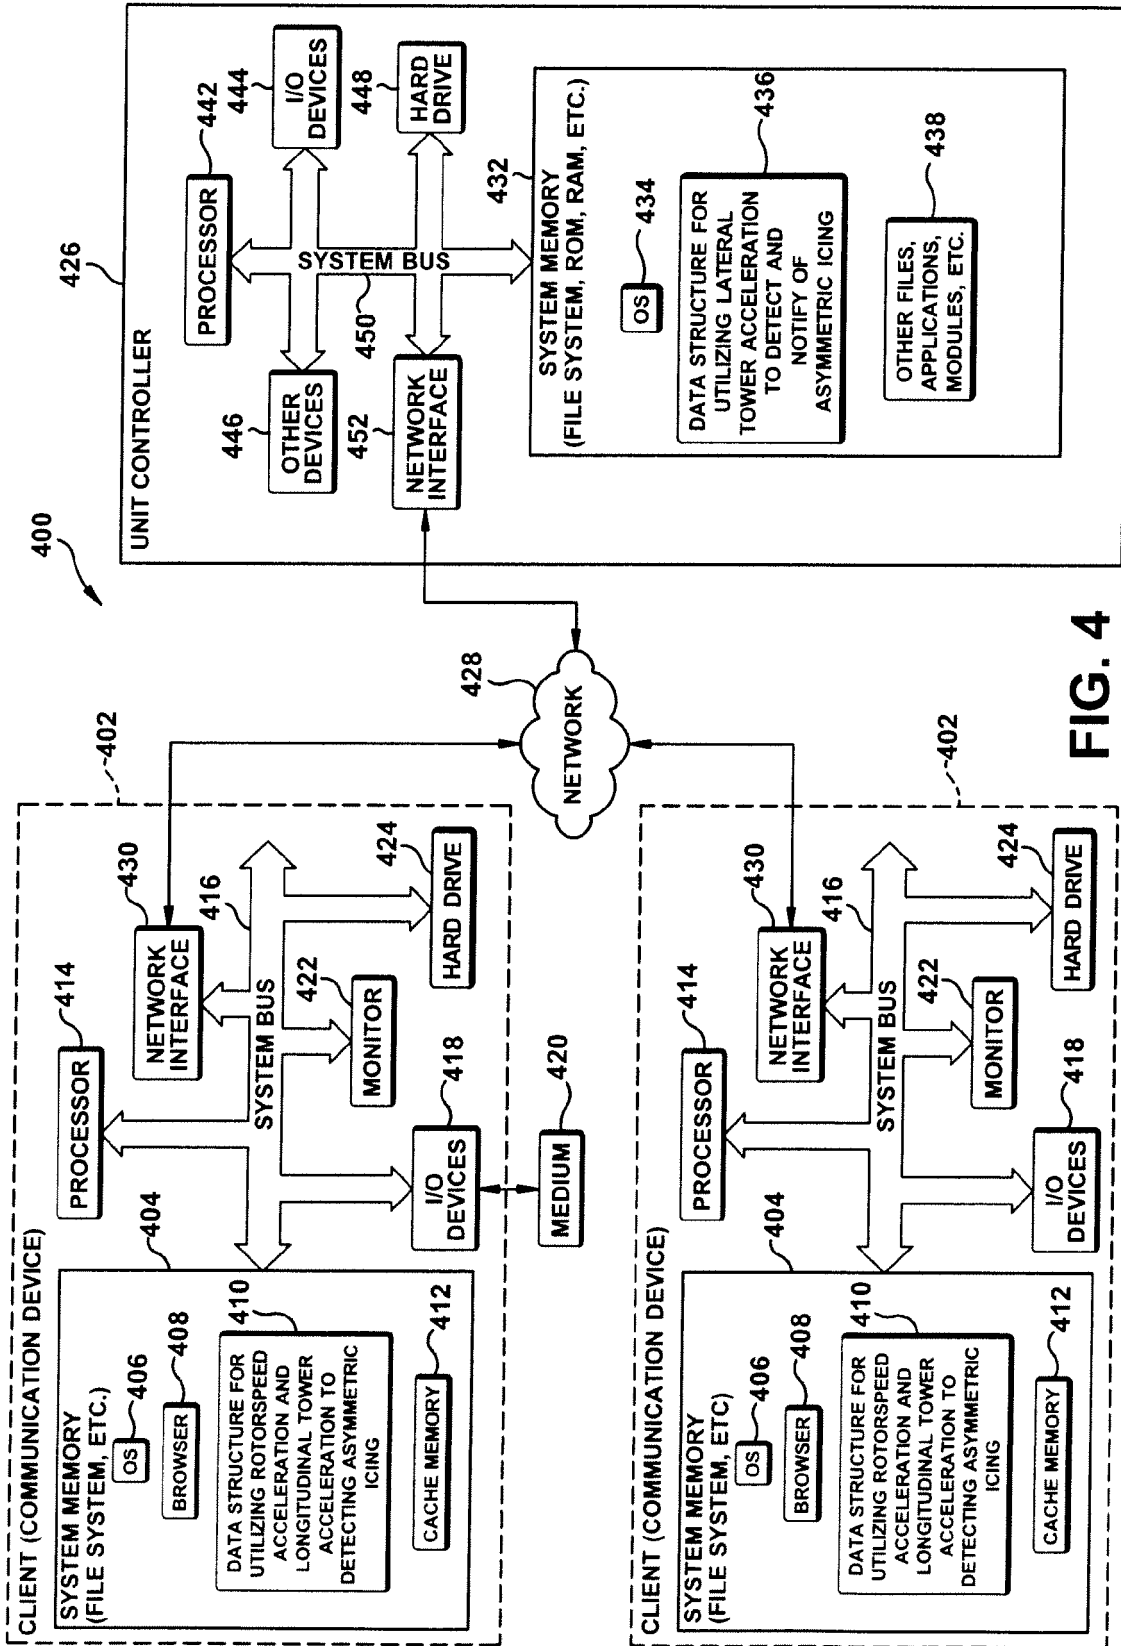 400
CLIENT (COMMUNICATION DEVICE)
402
SYSTEM MEMORY
(FILE SYSTEM, ETC.)
404
OS
406
BROWSER
408
410
DATA STRUCTURE FOR
UTILIZING ROTORSPEED
ACCELERATION AND
LONGITUDINAL TOWER
ACCELERATION TO
DETECTING ASYMMETRIC
ICING
CACHE MEMORY
412
PROCESSOR
414
NETWORK
INTERFACE
430
416
SYSTEM BUS
I/O
DEVICES
418
MONITOR
422
HARD DRIVE
424
MEDIUM
420
CLIENT (COMMUNICATION DEVICE)
402
SYSTEM MEMORY
(FILE SYSTEM, ETC)
404
OS
406
BROWSER
408
410
DATA STRUCTURE FOR
UTILIZING ROTORSPEED
ACCELERATION AND
LONGITUDINAL TOWER
ACCELERATION TO
DETECTING ASYMMETRIC
ICING
CACHE MEMORY
412
PROCESSOR
414
NETWORK
INTERFACE
430
416
SYSTEM BUS
I/O
DEVICES
418
MONITOR
422
HARD DRIVE
424
NETWORK
428
UNIT CONTROLLER
426
PROCESSOR
442
OTHER
DEVICES
446
I/O
DEVICES
444
SYSTEM BUS
450
NETWORK
INTERFACE
452
HARD
DRIVE
448
SYSTEM MEMORY
(FILE SYSTEM, ROM, RAM, ETC.)
432
OS
434
DATA STRUCTURE FOR
UTILIZING LATERAL
TOWER ACCELERATION
TO DETECT AND
NOTIFY OF
ASYMMETRIC ICING
436
OTHER FILES,
APPLICATIONS,
MODULES, ETC.
438
FIG. 4